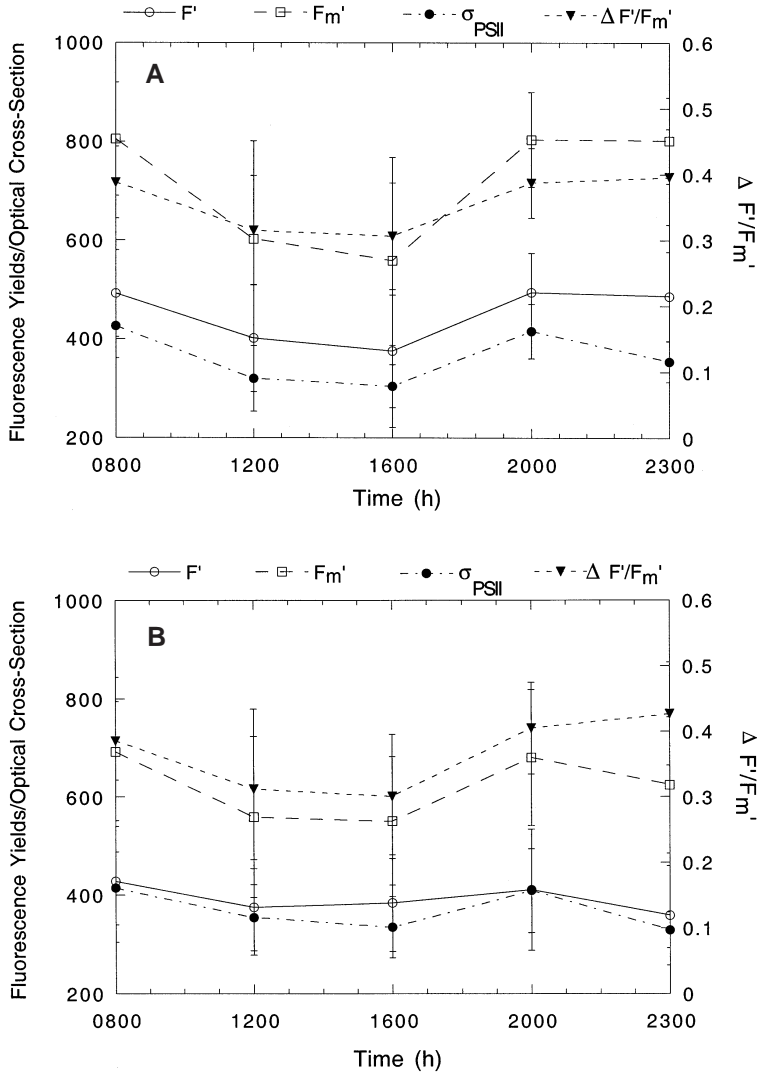 F' Fm' σPSII Δ F'/Fm'
A
Fluorescence Yields/Optical Cross-Section
1000
800
600
400
200
0.6
0.5
0.4
0.3
0.2
0.1
0
Δ F'/Fm'
0800 1200 1600 2000 2300
Time (h)
F' Fm' σPSII Δ F'/Fm'
B
Fluorescence Yields/Optical Cross-Section
1000
800
600
400
200
0.6
0.5
0.4
0.3
0.2
0.1
0
Δ F'/Fm'
0800 1200 1600 2000 2300
Time (h)